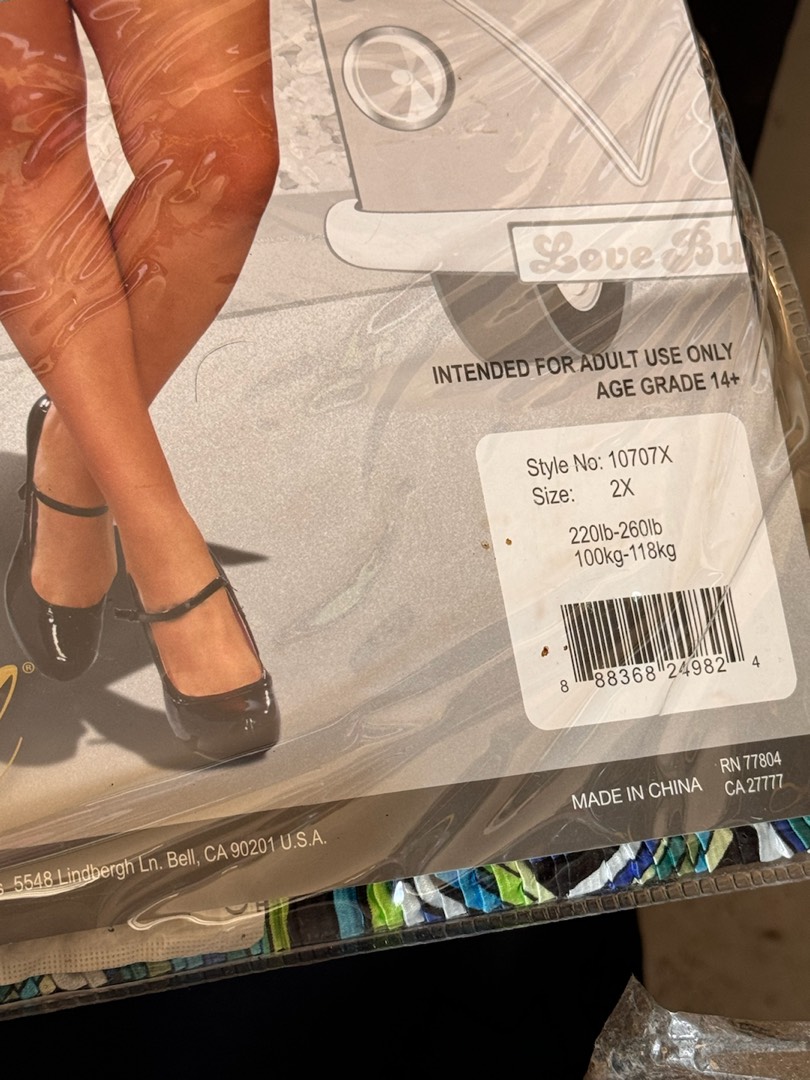 Love Bu
INTENDED FOR ADULT USE ONLY
AGE GRADE 14+
Style No: 10707X
Size: 2X
220lb-260lb
100kg-118kg
8 88368 24982 4
®
RN 77804
MADE IN CHINA CA 27777
s 5548 Lindbergh Ln. Bell, CA 90201 U.S.A.